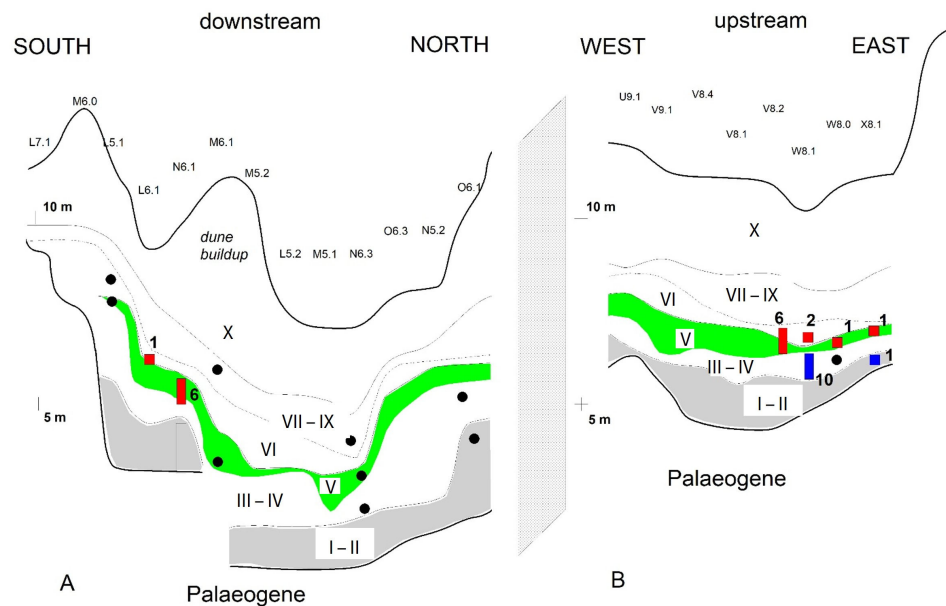 downstream
upstream
SOUTH
NORTH
WEST
EAST
M6.0
L7.1
L5.1
M6.1
N6.1
M5.2
L6.1
O6.1
10 m
dune
buildup
O6.3
N5.2
L5.2
M5.1
N6.3
X
1
6
5 m
VII – IX
VI
V
III – IV
I – II
A
Palaeogene
U9.1
V9.1
V8.4
V8.2
V8.1
W8.0
X8.1
W8.1
10 m
X
VI
VII – IX
6
2
1
1
V
III – IV
1
10
I – II
5 m
Palaeogene
B